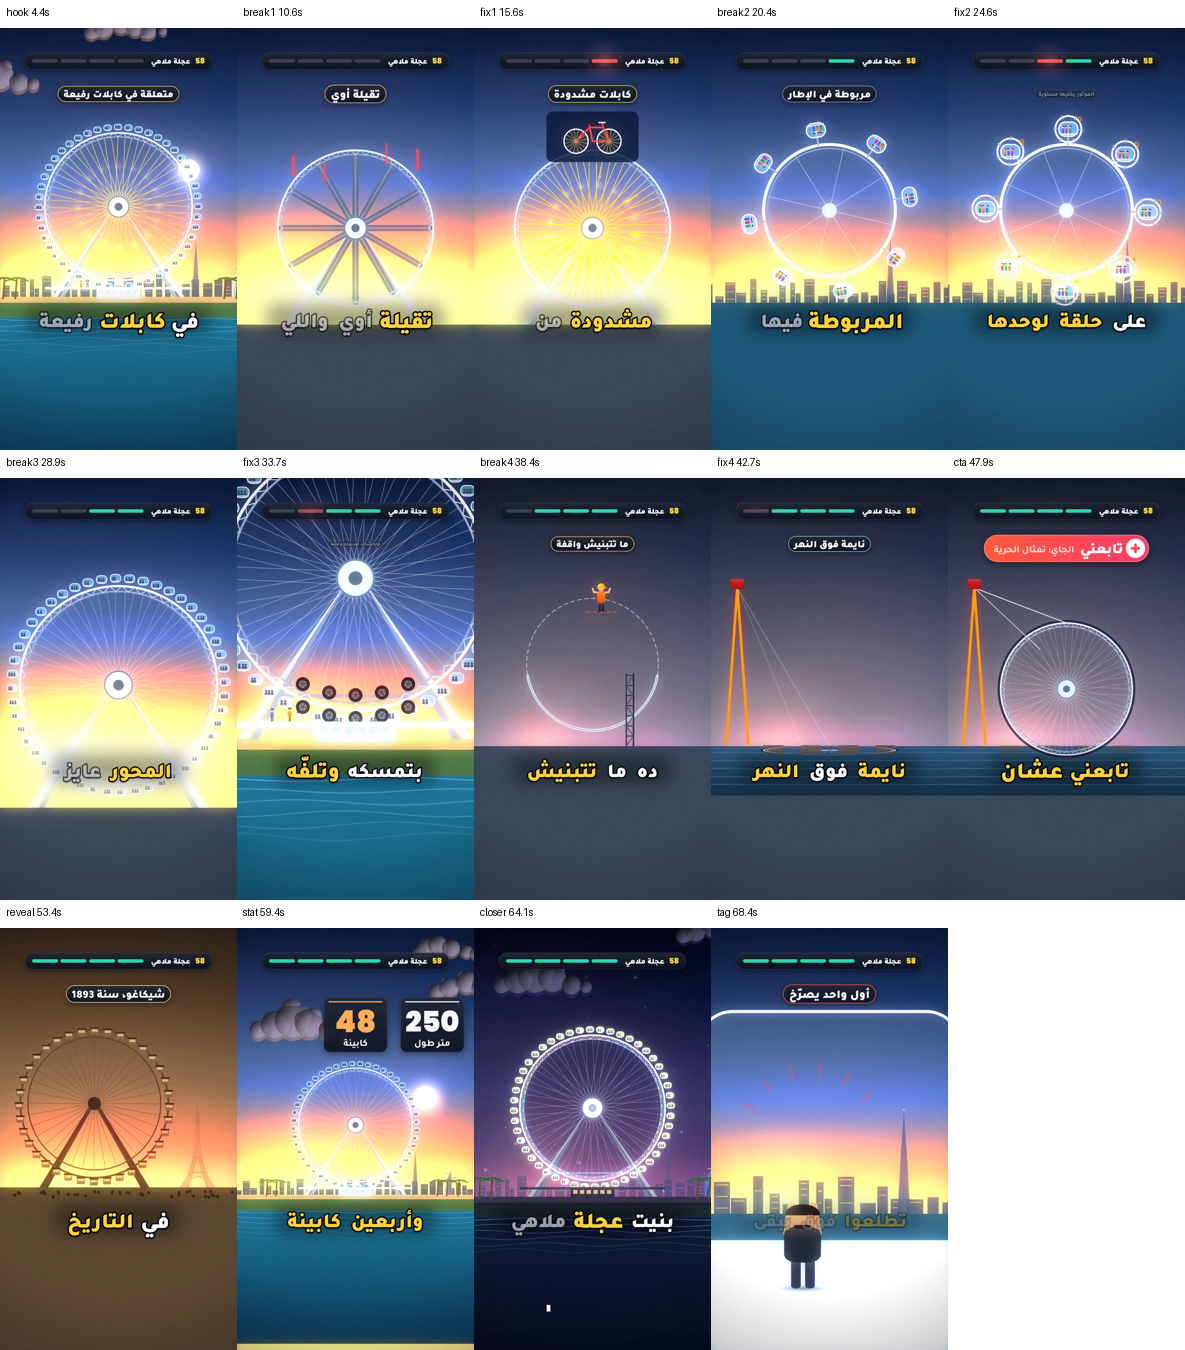 hook 4.4s
58 عجلة ملاهي
متعلقة في كابلات رفيعة
في كابلات رفيعة
break1 10.6s
58 عجلة ملاهي
تقيلة أوي
تقيلة أوي واللي
fix1 15.6s
58 عجلة ملاهي
كابلات مشدودة
مشدودة من
break2 20.4s
58 عجلة ملاهي
مربوطة في الإطار
المربوطة فيها
fix2 24.6s
58 عجلة ملاهي
على حلقة لوحدها
break3 28.9s
58 عجلة ملاهي
المحور عايز
fix3 33.7s
58 عجلة ملاهي
بتمسكه وتلفّه
break4 38.4s
58 عجلة ملاهي
ما تتبنيش واقفة
ده ما تتبنيش
fix4 42.7s
58 عجلة ملاهي
نايمة فوق النهر
نايمة فوق النهر
cta 47.9s
58 عجلة ملاهي
تابعني الجاي: تمثال الحرية
تابعني عشان
reveal 53.4s
58 عجلة ملاهي
شيكاغو، سنة 1893
في التاريخ
stat 59.4s
58 عجلة ملاهي
250 متر طول
48 كابينة
وأربعين كابينة
closer 64.1s
58 عجلة ملاهي
بنيت عجلة ملاهي
tag 68.4s
58 عجلة ملاهي
أول واحد يصرّخ
تطلعوا فوق يبقى